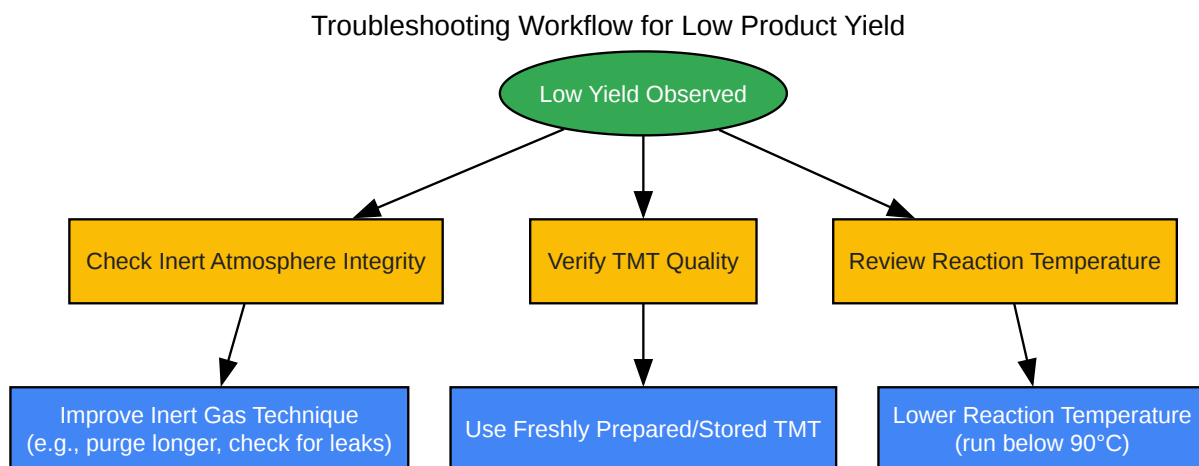 Troubleshooting Workflow for Low Product Yield
Low Yield Observed
Check Inert Atmosphere Integrity
Verify TMT Quality
Review Reaction Temperature
Improve Inert Gas Technique
(e.g., purge longer, check for leaks)
Use Freshly Prepared/Stored TMT
Lower Reaction Temperature
(run below 90°C)